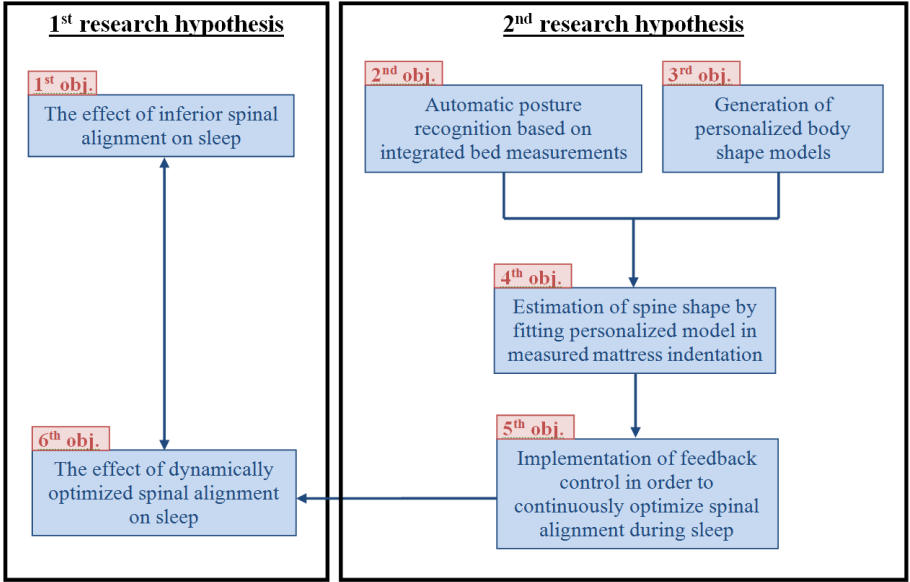 1st research hypothesis
1st obj.
The effect of inferior spinal
alignment on sleep
6th obj.
The effect of dynamically
optimized spinal alignment
on sleep
2nd research hypothesis
2nd obj.
Automatic posture
recognition based on
integrated bed measurements
3rd obj.
Generation of
personalized body
shape models
4th obj.
Estimation of spine shape by
fitting personalized model in
measured mattress indentation
5th obj.
Implementation of feedback
control in order to
continuously optimize spinal
alignment during sleep